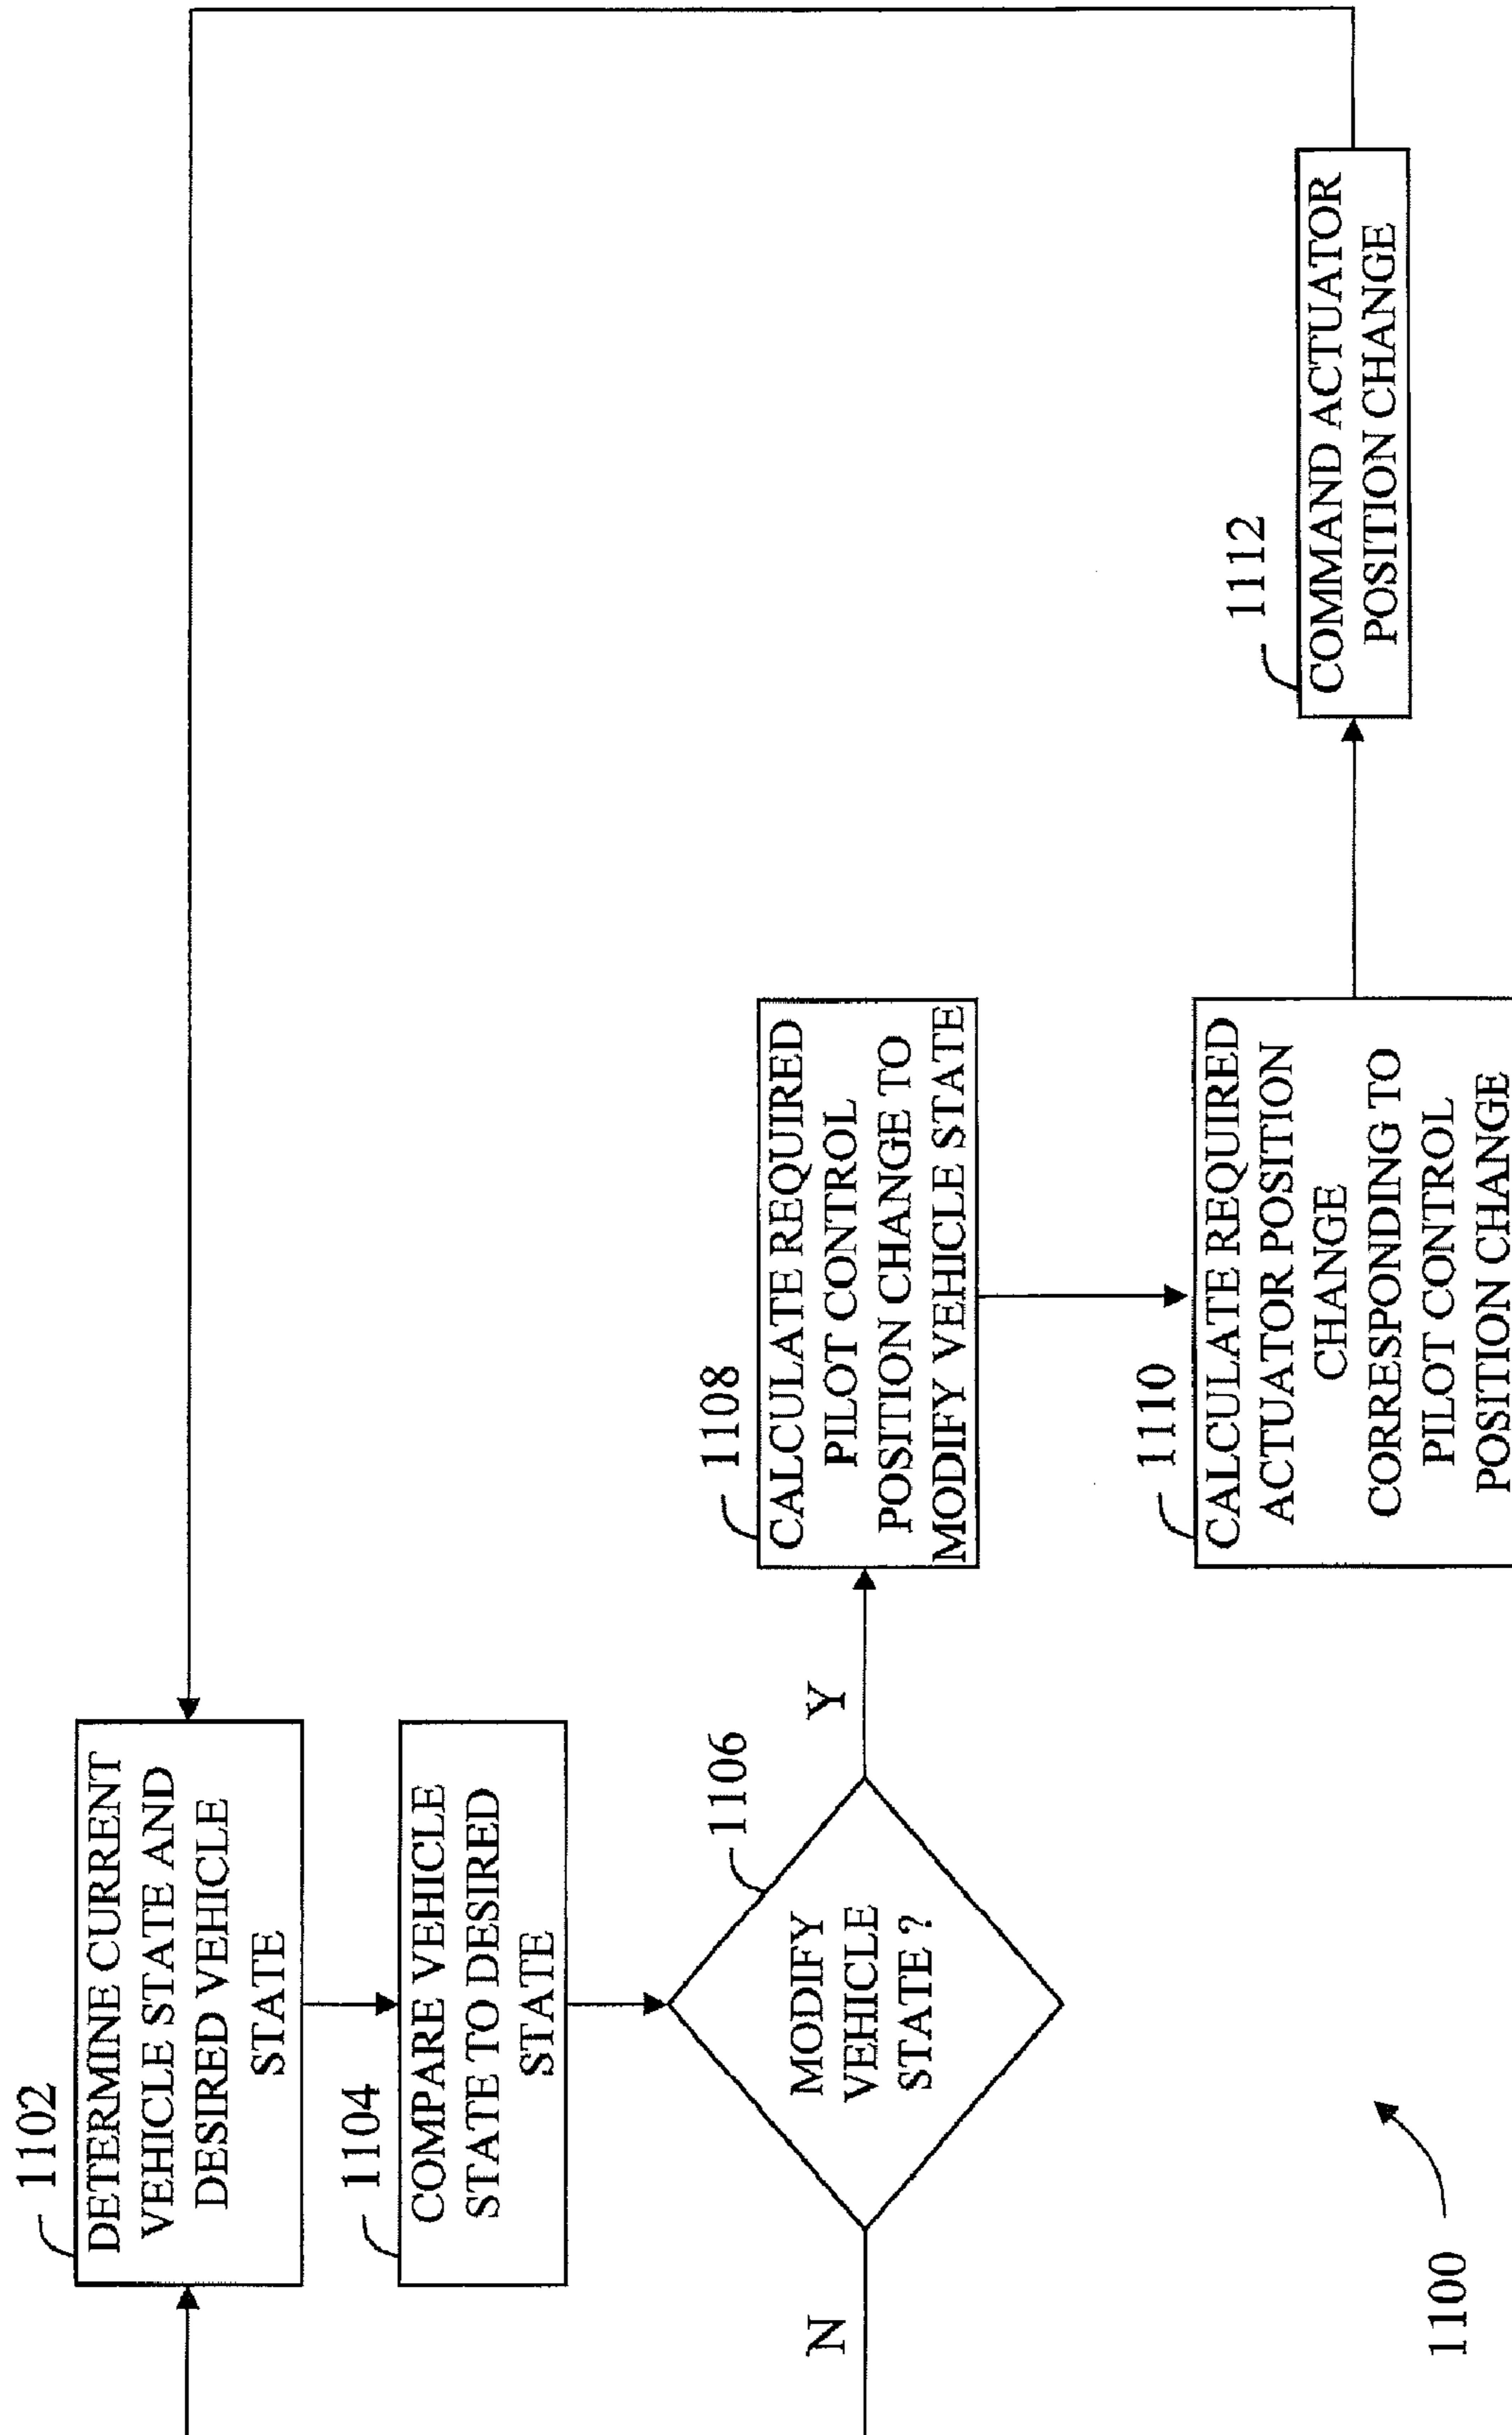 1102
DETERMINE CURRENT
VEHICLE STATE AND
DESIRED VEHICLE
STATE
1104
COMPARE VEHICLE
STATE TO DESIRED
STATE
1106
MODIFY
VEHICLE
STATE ?
N
Y
1108
CALCULATE REQUIRED
PILOT CONTROL
POSITION CHANGE TO
MODIFY VEHICLE STATE
1110
CALCULATE REQUIRED
ACTUATOR POSITION
CHANGE
CORRESPONDING TO
PILOT CONTROL
POSITION CHANGE
1112
COMMAND ACTUATOR
POSITION CHANGE
1100